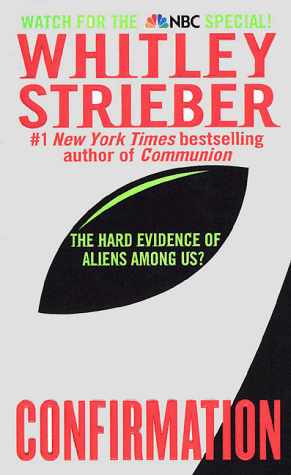 WATCH FOR THE NBC SPECIAL!
WHITLEY
STRIEBER
#1 New York Times bestselling
author of Communion
THE HARD EVIDENCE OF
ALIENS AMONG US?
CONFIRMATION